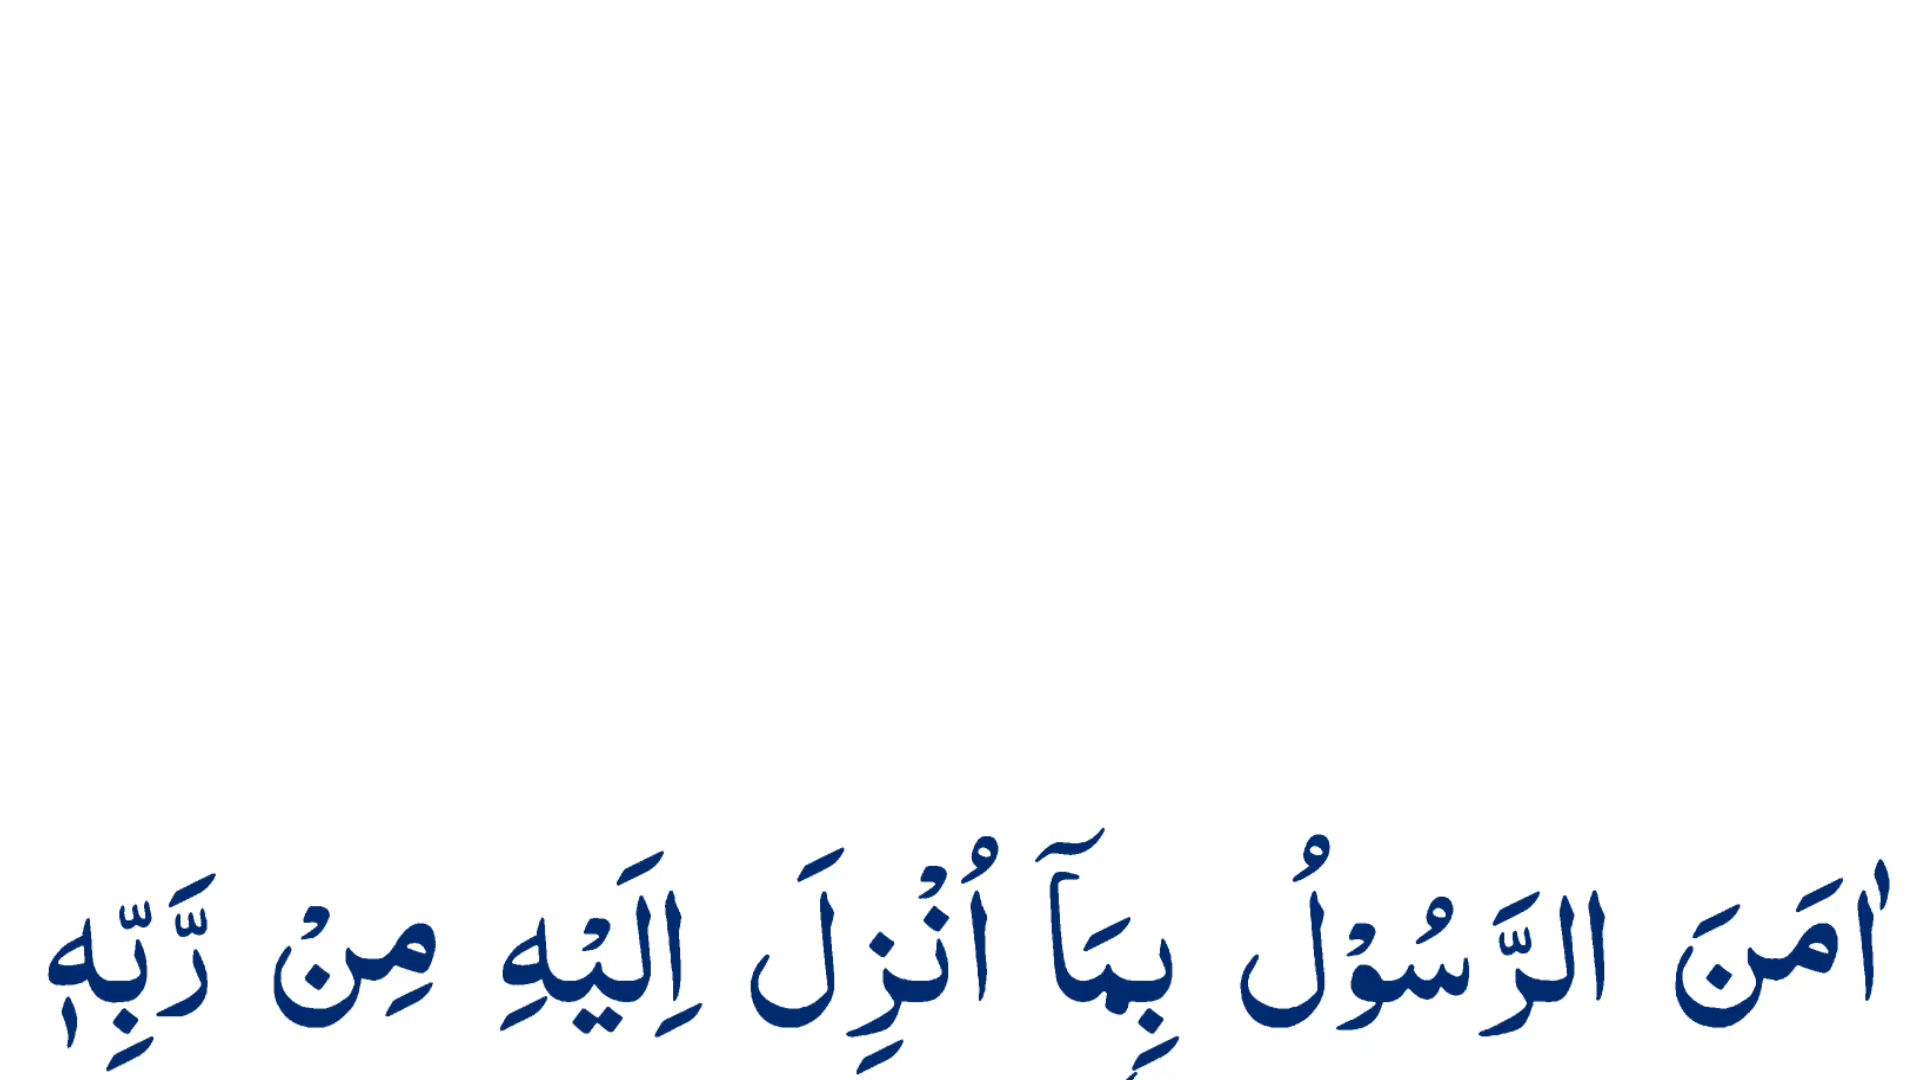 اٰمَنَ الرَّسُوْلُ بِمَآ اُنْزِلَ اِلَيْهِ مِنْ رَّبِّهٖ